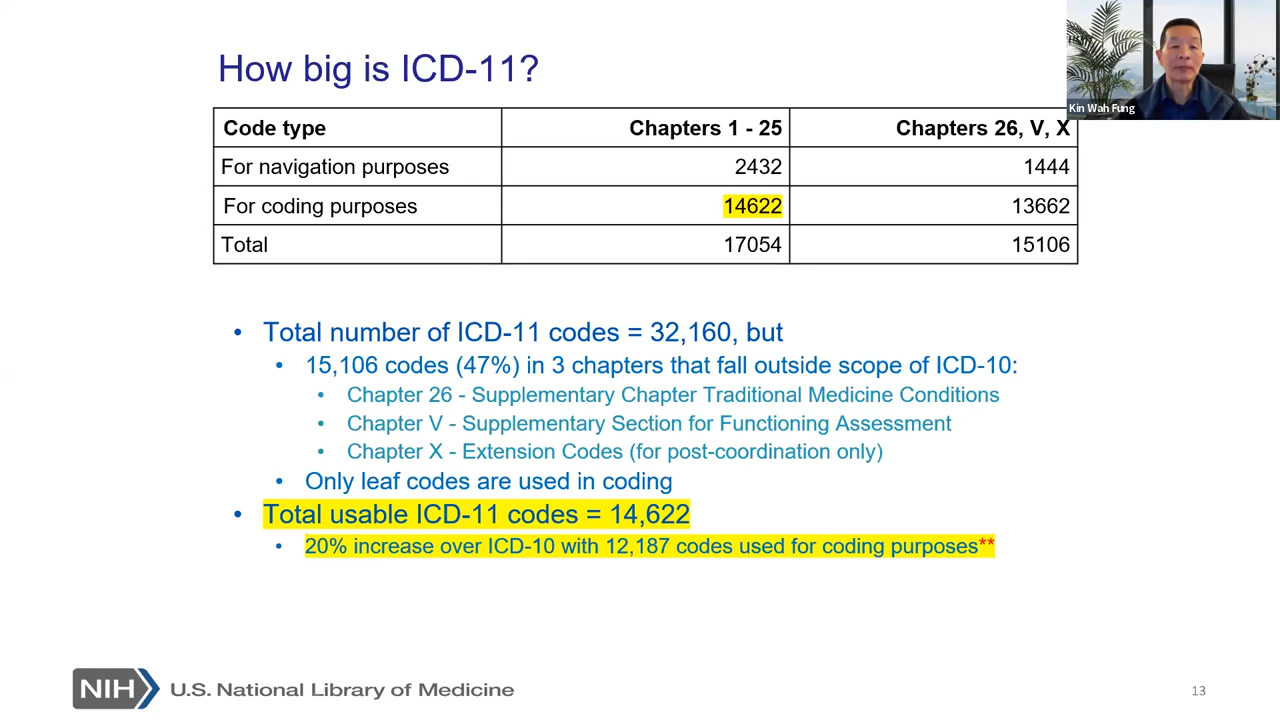 How big is ICD-11?
Kin Wah Fung
Code type Chapters 1 - 25 Chapters 26, V, X
For navigation purposes 2432 1444
For coding purposes 14622 13662
Total 17054 15106
• Total number of ICD-11 codes = 32,160, but
• 15,106 codes (47%) in 3 chapters that fall outside scope of ICD-10:
• Chapter 26 - Supplementary Chapter Traditional Medicine Conditions
• Chapter V - Supplementary Section for Functioning Assessment
• Chapter X - Extension Codes (for post-coordination only)
• Only leaf codes are used in coding
• Total usable ICD-11 codes = 14,622
• 20% increase over ICD-10 with 12,187 codes used for coding purposes**
NIH U.S. National Library of Medicine
13